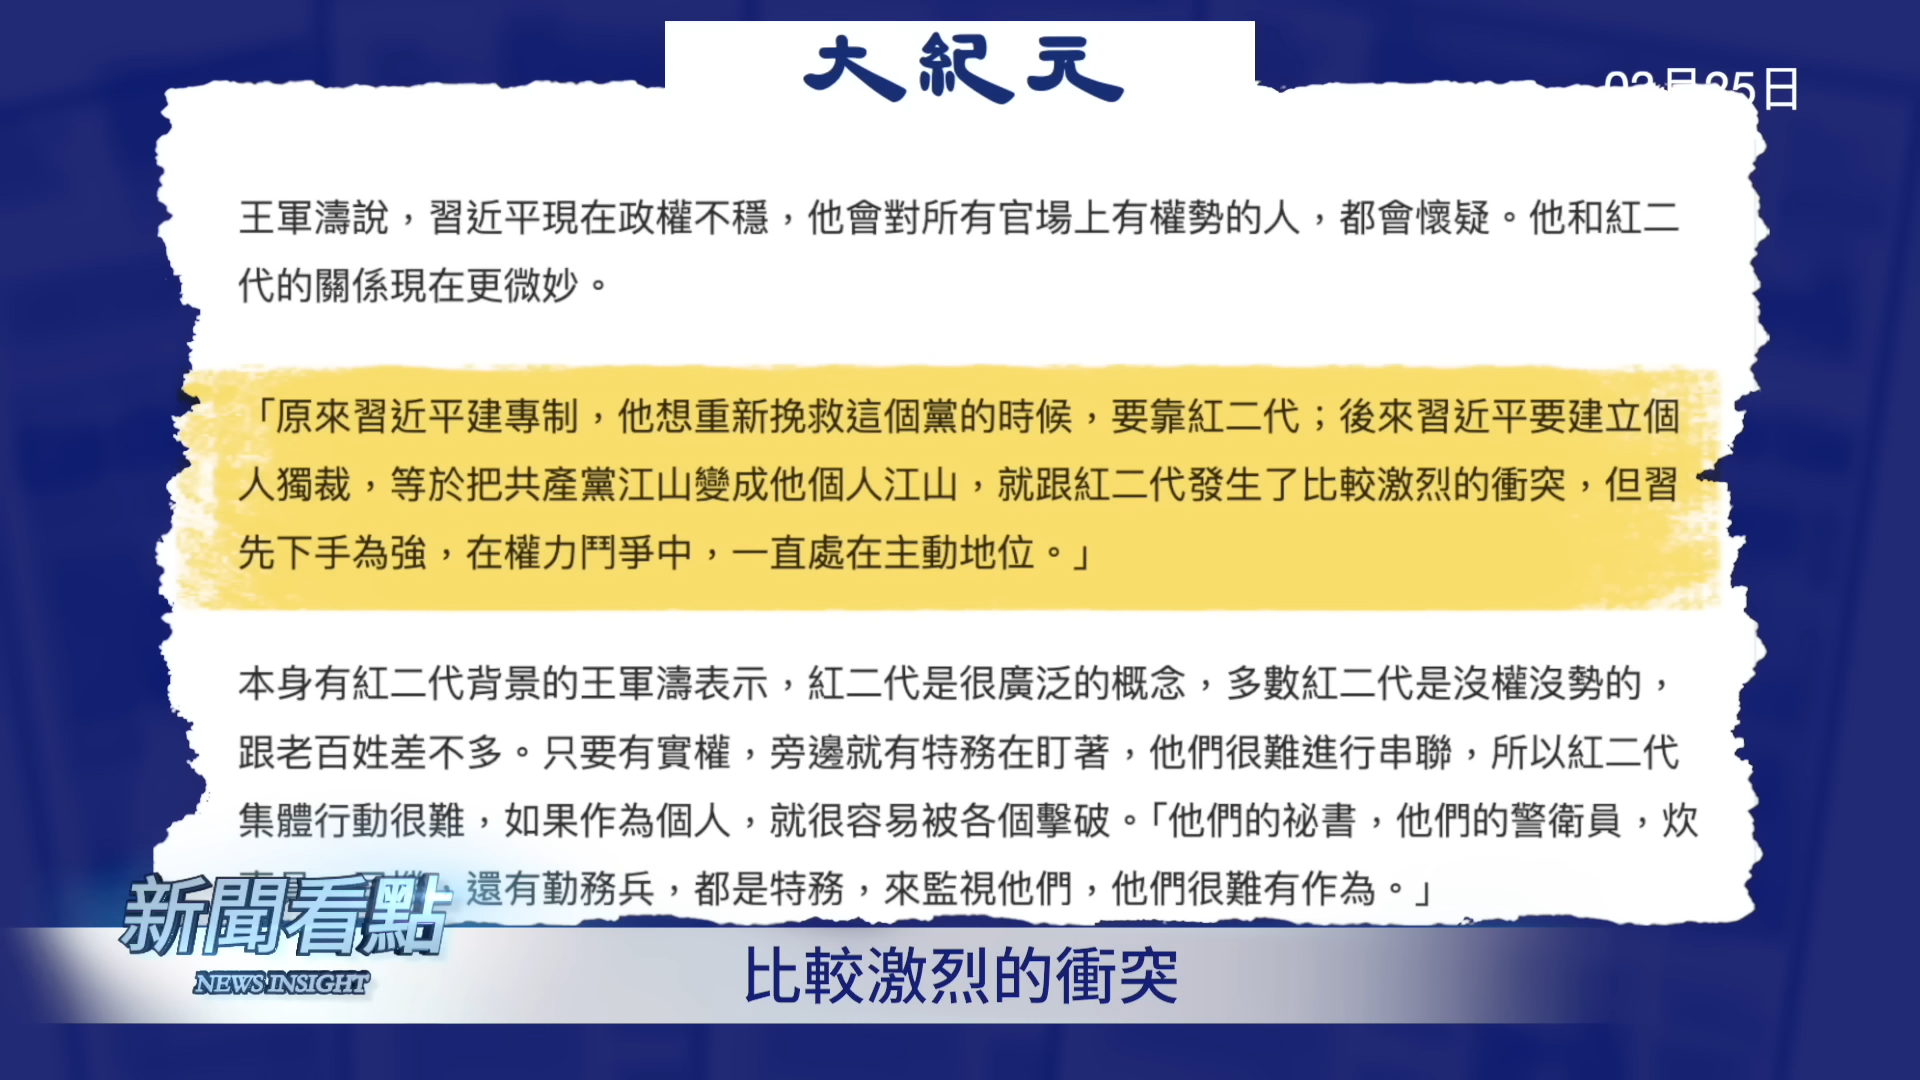 大紀元
月25日
王軍濤說，習近平現在政權不穩，他會對所有官場上有權勢的人，都會懷疑。他和紅二
代的關係現在更微妙。
「原來習近平建專制，他想重新挽救這個黨的時候，要靠紅二代；後來習近平要建立個
人獨裁，等於把共產黨江山變成他個人江山，就跟紅二代發生了比較激烈的衝突，但習
先下手為強，在權力鬥爭中，一直處在主動地位。」
本身有紅二代背景的王軍濤表示，紅二代是很廣泛的概念，多數紅二代是沒權沒勢的，
跟老百姓差不多。只要有實權，旁邊就有特務在盯著，他們很難進行串聯，所以紅二代
集體行動很難，如果作為個人，就很容易被各個擊破。「他們的祕書，他們的警衛員，炊
還有勤務兵，都是特務，來監視他們，他們很難有作為。」
新聞看點
NEWS INSIGHT
比較激烈的衝突